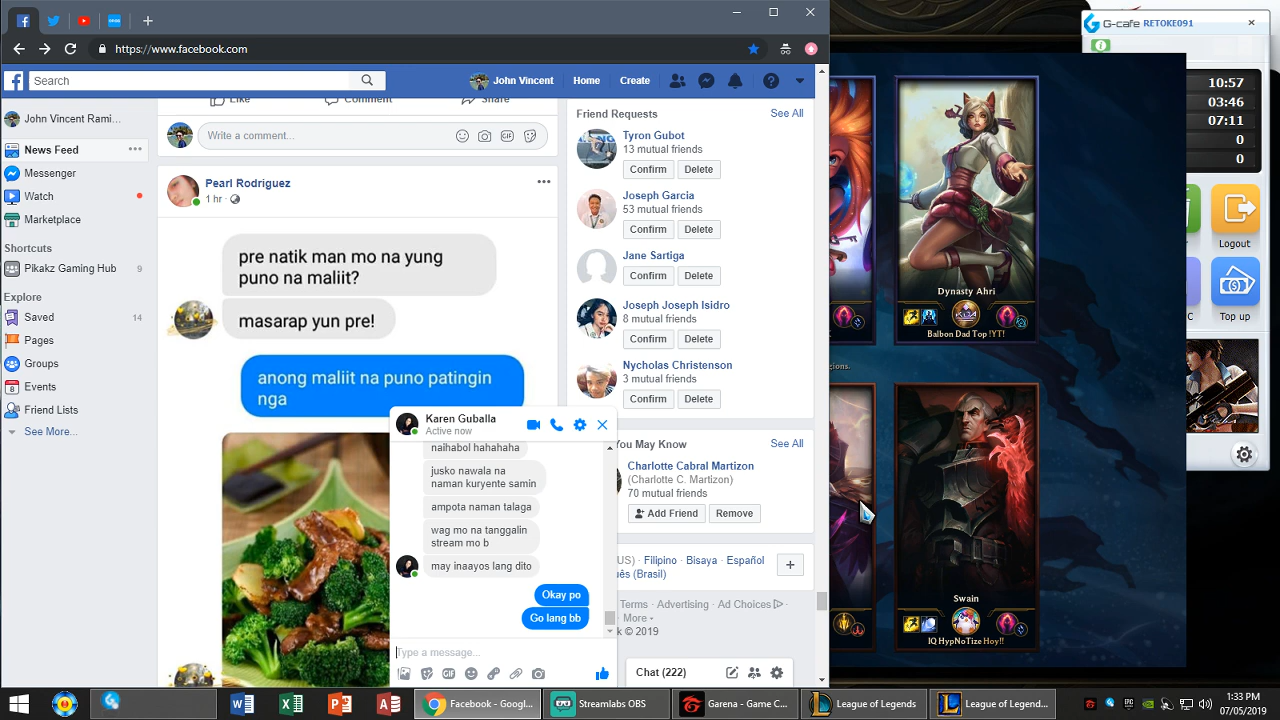 https://www.facebook.com
Search
John Vincent
Home
Create
John Vincent Rami...
News Feed
Messenger
Watch
Marketplace
Shortcuts
Plkakz Gaming Hub 9
Explore
Saved 14
Pages
Groups
Events
Friend Lists
See More...
Like
Comment
Share
Write a comment...
Pearl Rodriguez
1 hr
pre natik man mo na yung
puno na maliit?
masarap yun pre!
anong maliit na puno patingin
nga
Karen Guballa
Active now
naihabol hahahaha
jusko nawala na
naman kuryente samin
ampota naman talaga
wag mo na tanggalin
stream mo b
may inaayos lang dito
Okay po
Go lang bb
Type a message...
Friend Requests See All
Tyron Gubot
13 mutual friends
Confirm Delete
Joseph Garcia
53 mutual friends
Confirm Delete
Jane Sartiga
Confirm Delete
Joseph Joseph Isidro
8 mutual friends
Confirm Delete
Nycholas Christenson
3 mutual friends
Confirm Delete
You May Know See All
Charlotte Cabral Martizon
(Charlotte C. Martizon)
70 mutual friends
Add Friend Remove
US) · Filipino · Bisaya · Español
(Brasil)
Terms · Advertising · Ad Choices ·
More
© 2019
Chat (222)
G-cafe RETOKE091
10:57
03:46
07:11
0
0
Logout
Top up
Dynasty Ahri
Balbon Dad Top !YT!
Swain
IQ HypNoTize Hoy!!
Facebook - Googl...
Streamlabs OBS
Garena - Game C...
League of Legends
League of Legend...
1:33 PM
07/05/2019